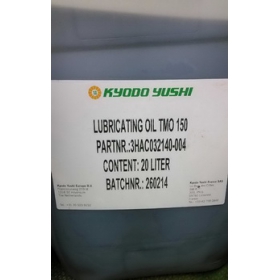 KYODO YUSHI
LUBRICATING OIL TMO 150
PARTNR.:3HAC032140-004
CONTENT: 20 LITER
BATCHNR.: 260214